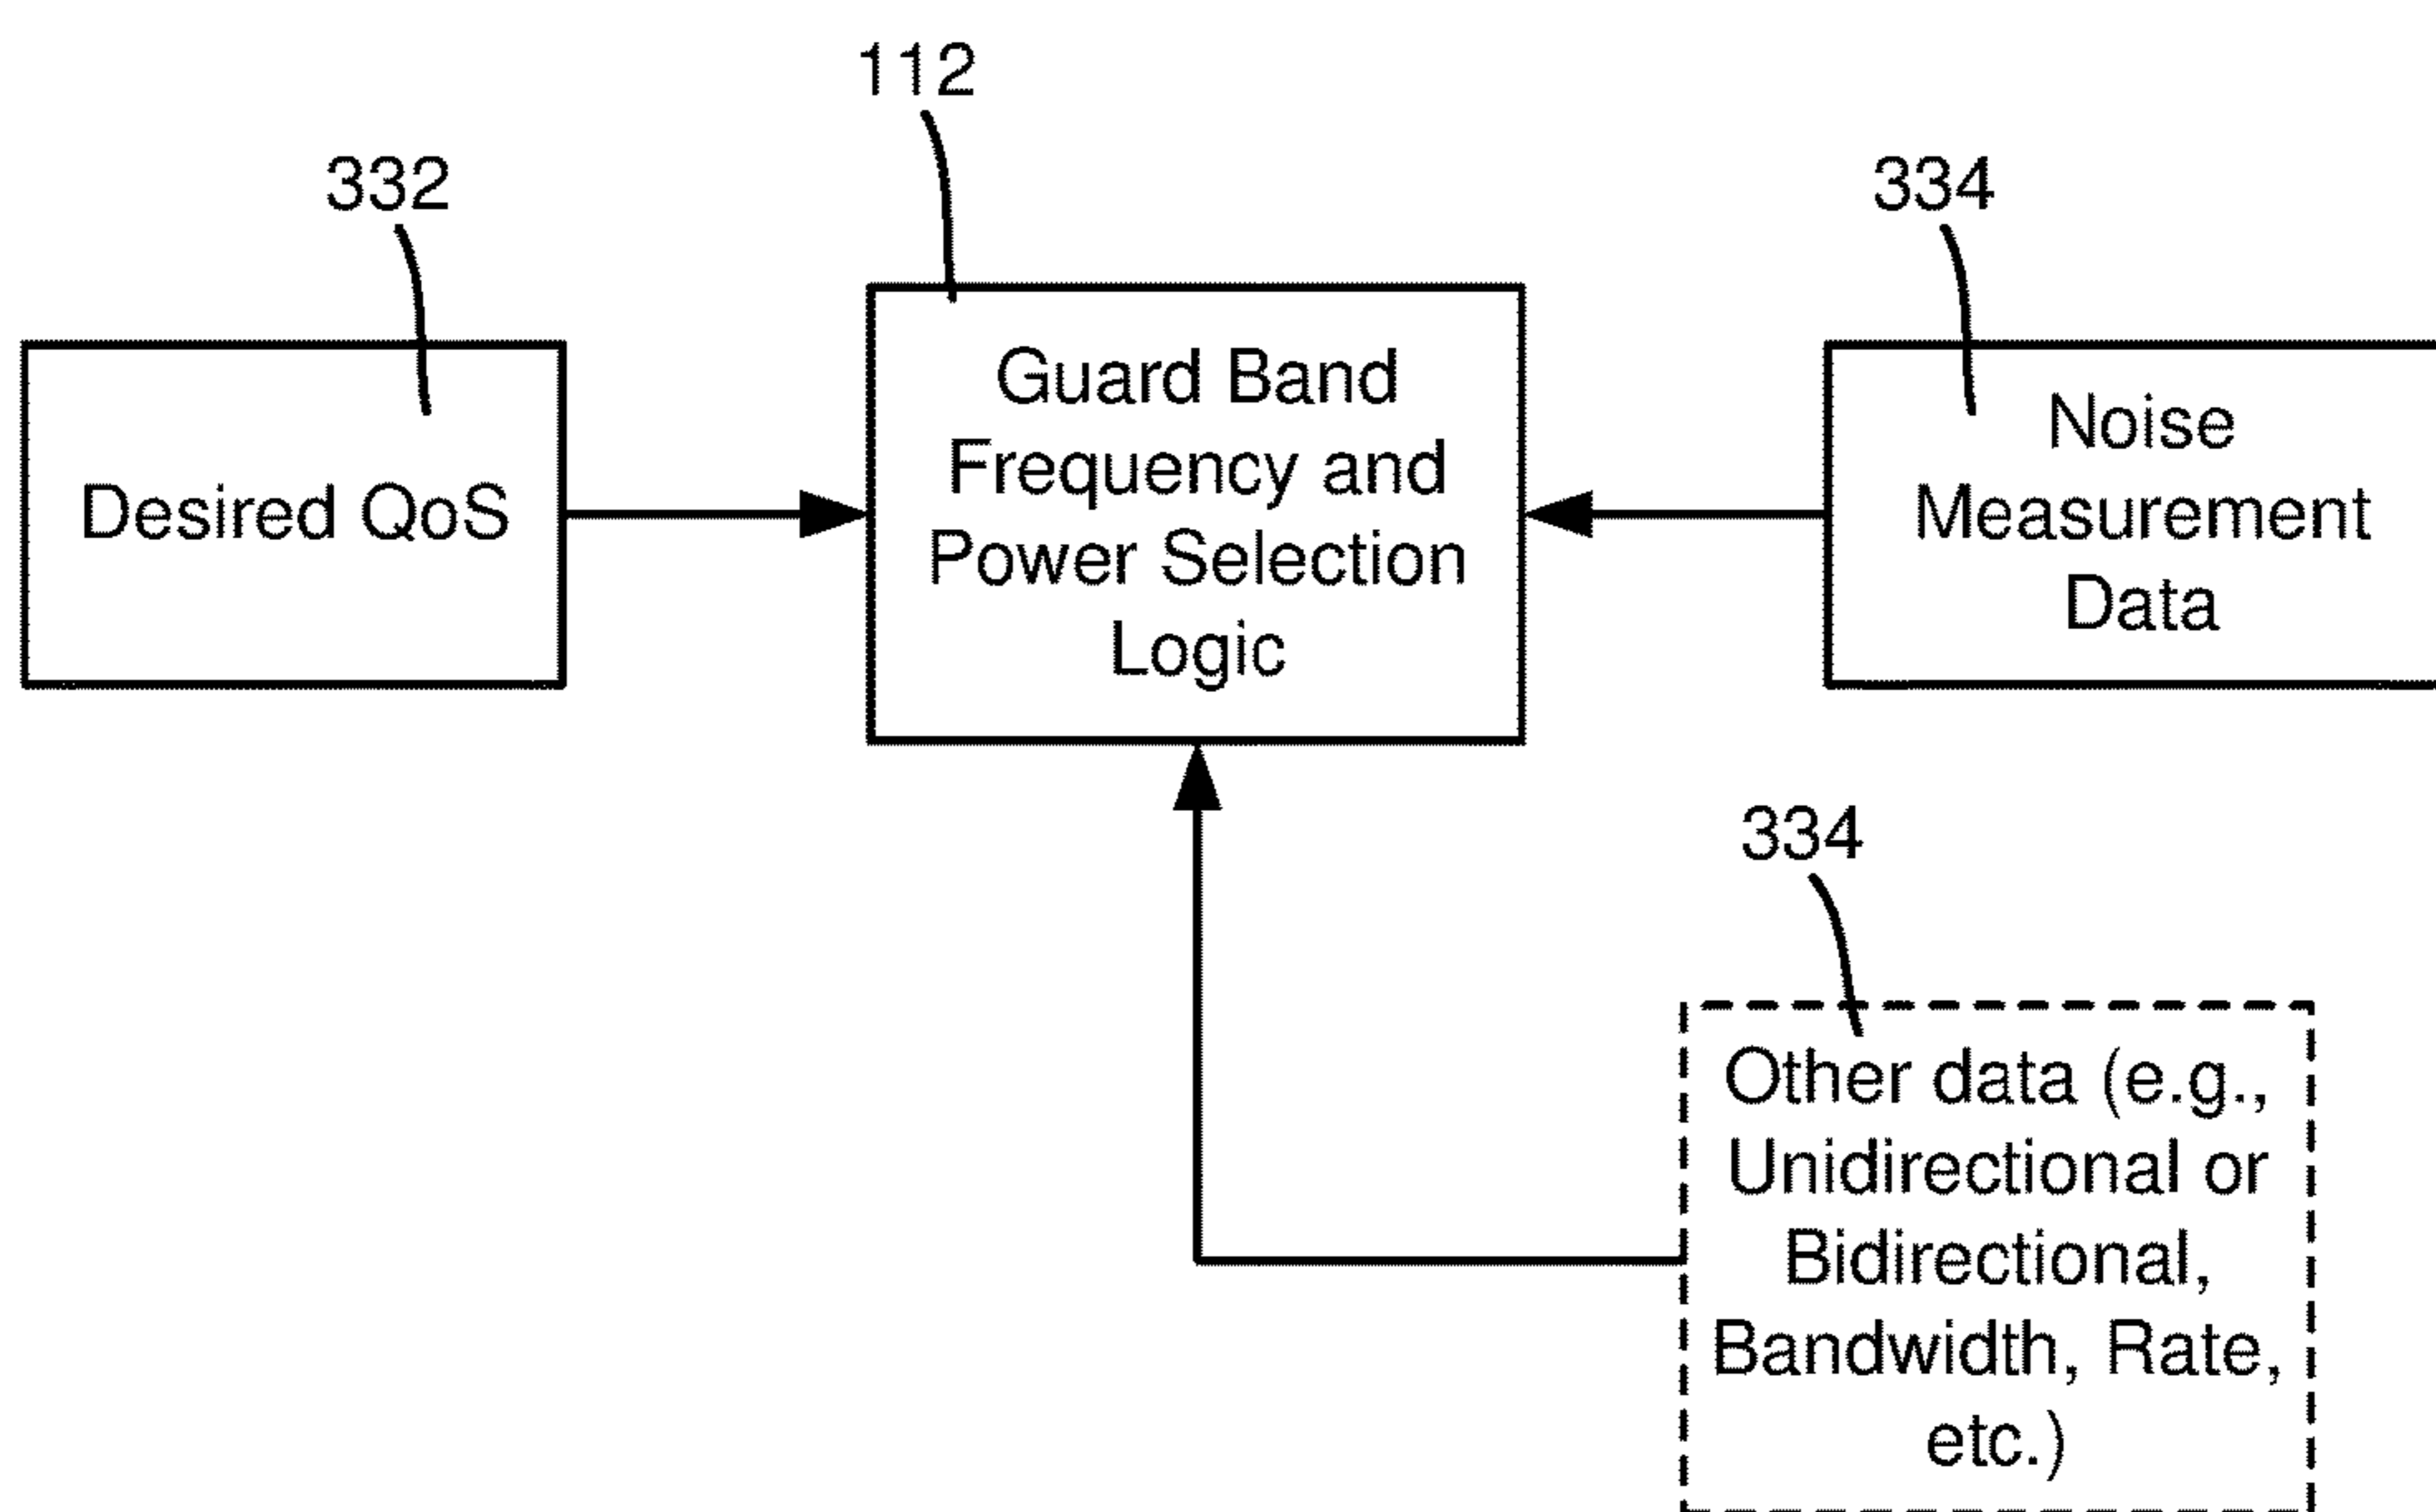 112
332
334
Guard Band
Frequency and
Power Selection
Logic
Desired QoS
Noise
Measurement
Data
334
Other data (e.g.,
Unidirectional or
Bidirectional,
Bandwidth, Rate,
etc.)